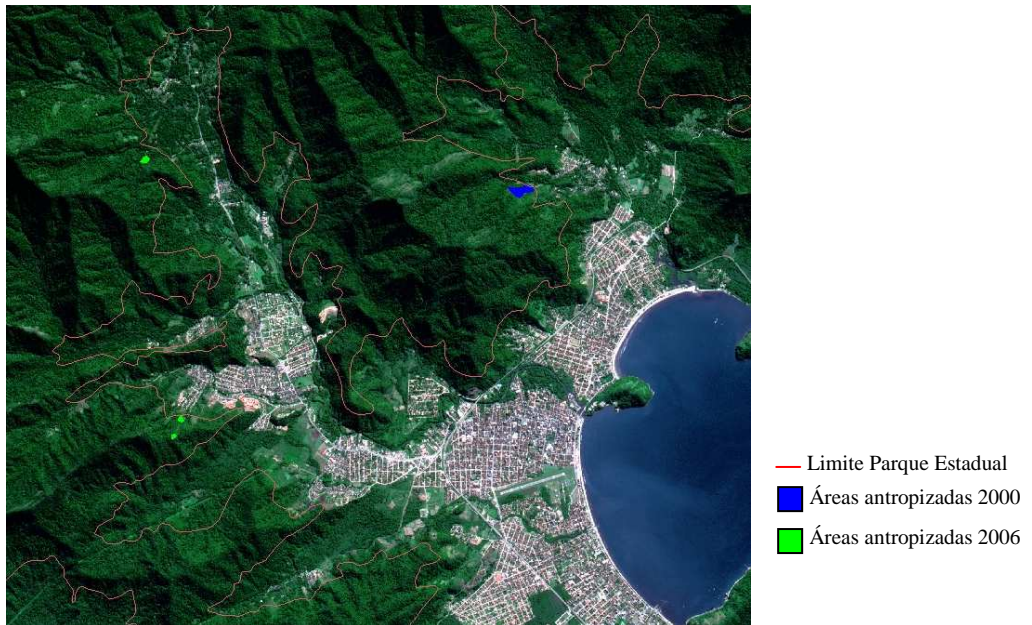 Limite Parque Estadual
Áreas antropizadas 2000
Áreas antropizadas 2006